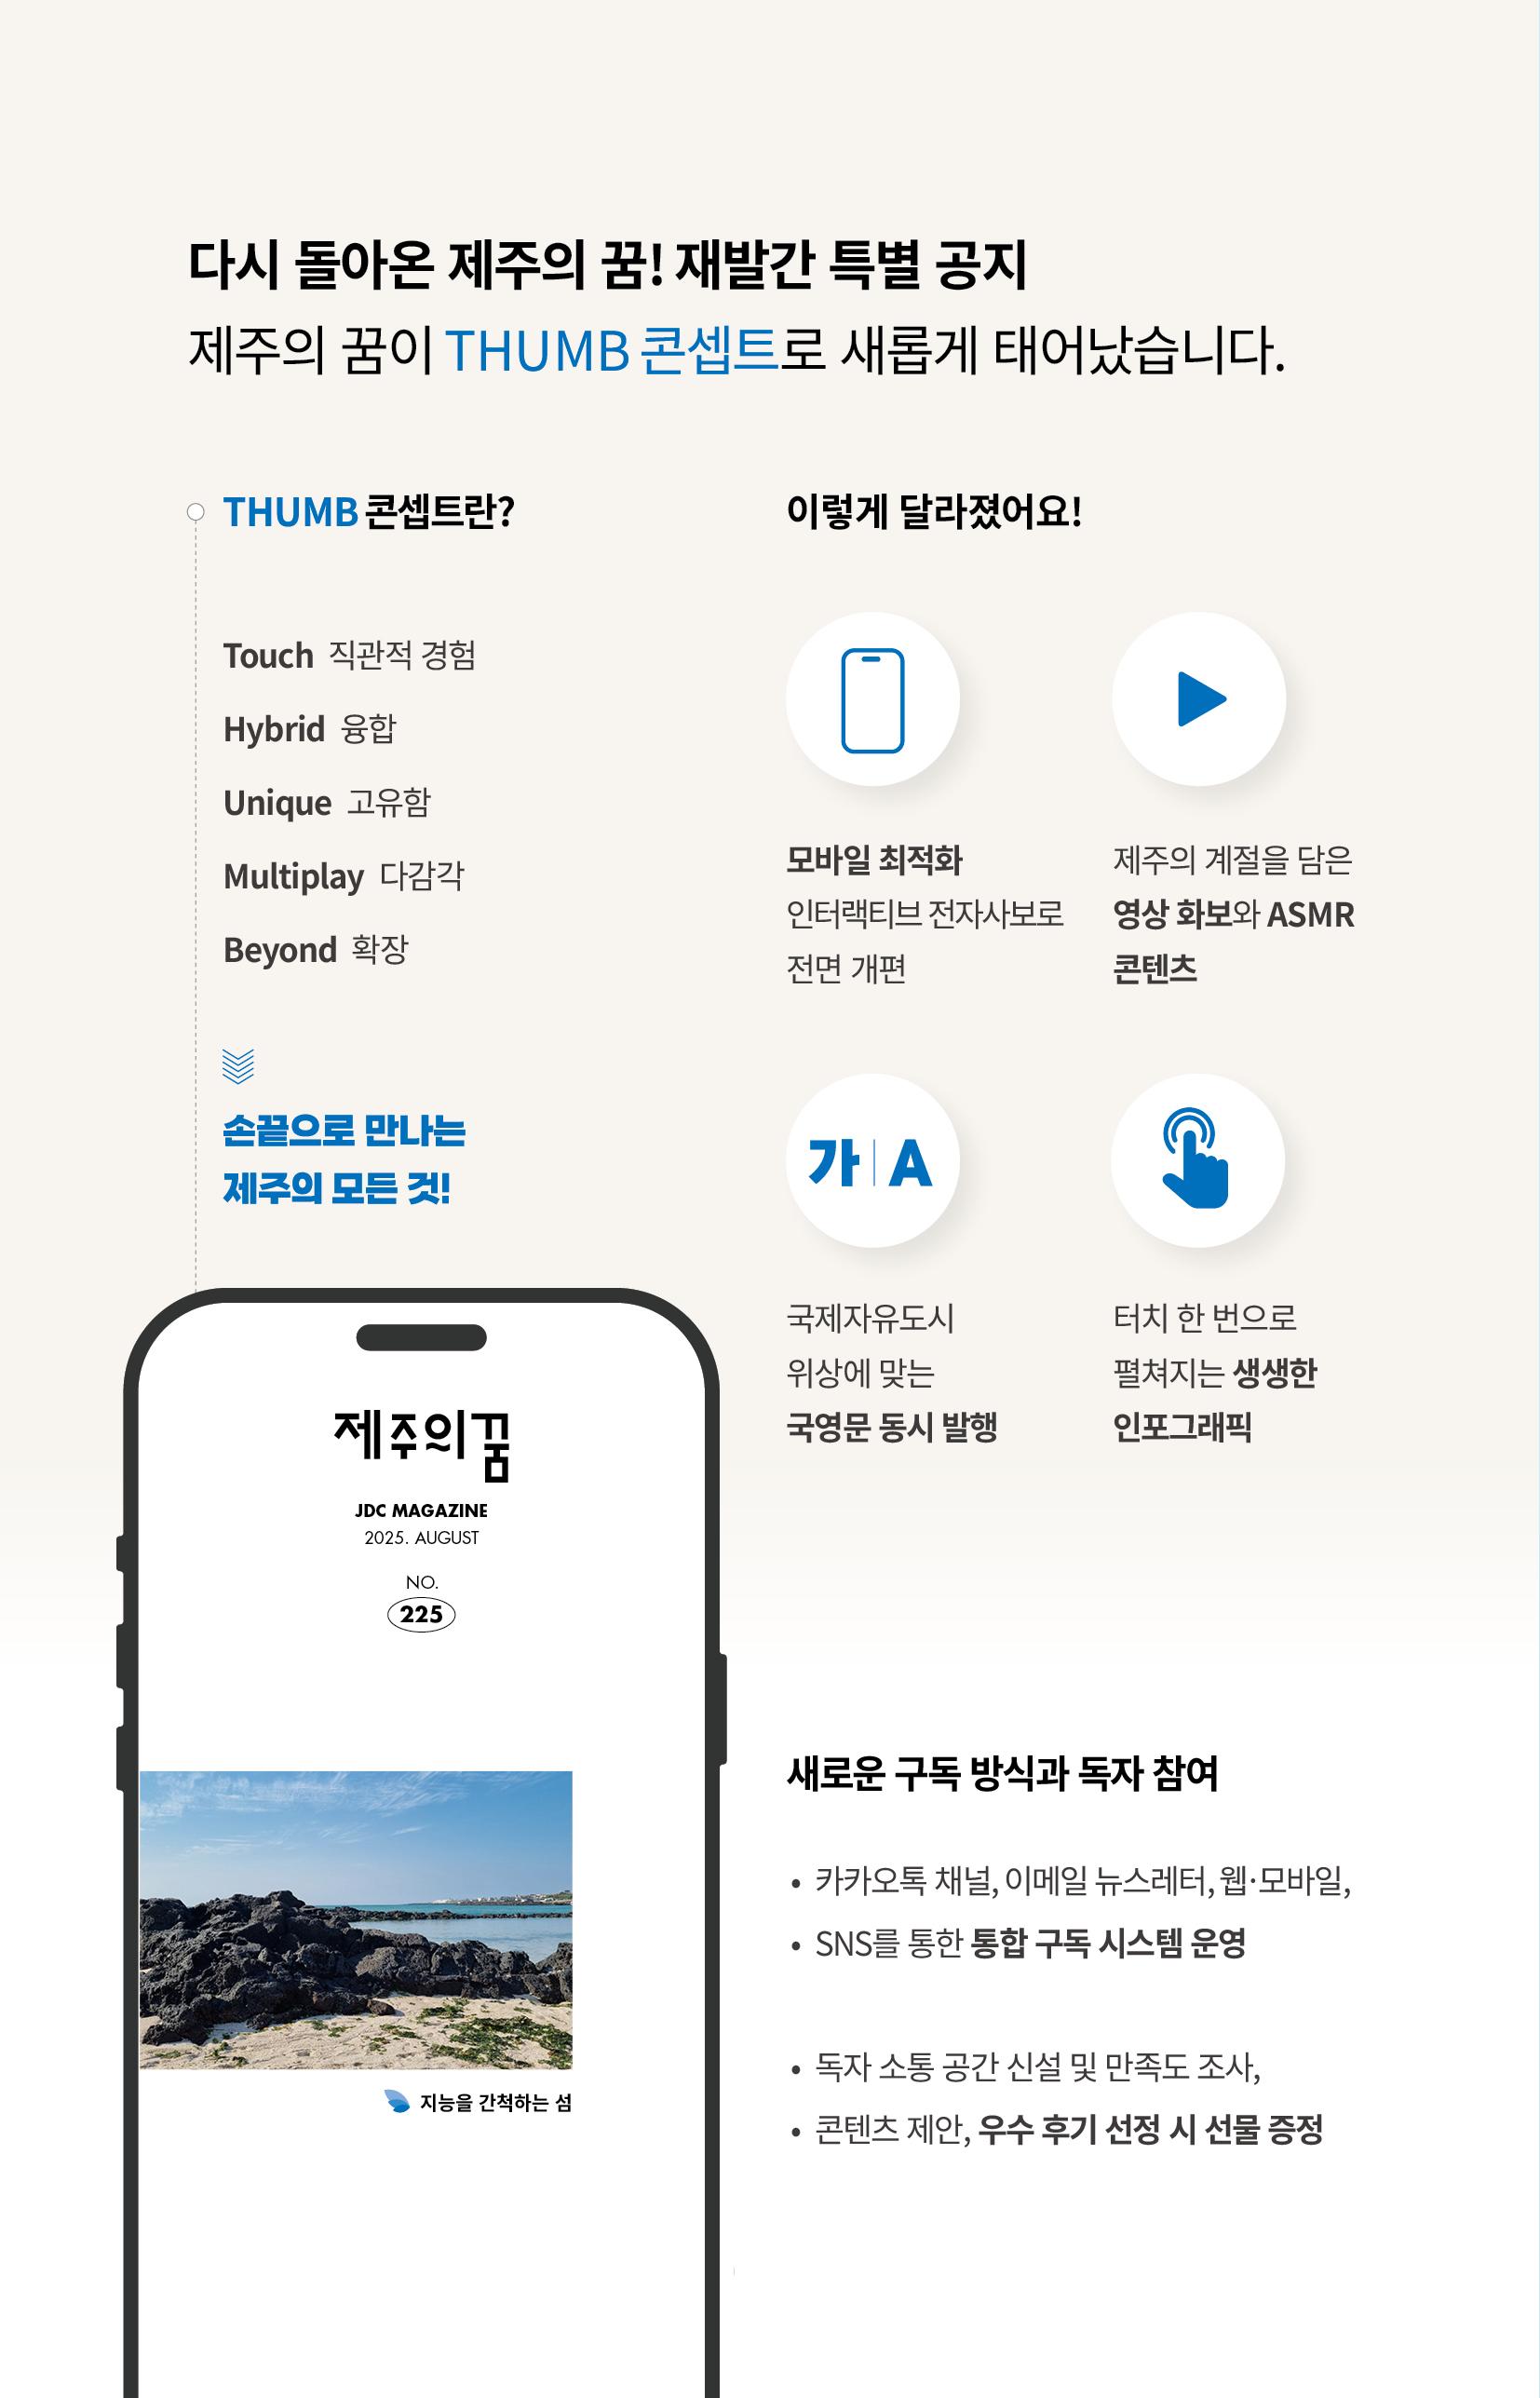 다시 돌아온 제주의 꿈! 재발간 특별 공지
제주의 꿈이 THUMB 콘셉트로 새롭게 태어났습니다.
THUMB 콘셉트란?
Touch 직관적 경험
Hybrid 융합
Unique 고유함
Multiplay 다감각
Beyond 확장
손끝으로 만나는
제주의 모든 것!
제주의꿈
JDC MAGAZINE
2025. AUGUST
NO.
225
지능을 간척하는 섬
이렇게 달라졌어요!
모바일 최적화
인터랙티브 전자사보로
전면 개편
제주의 계절을 담은
영상 화보와 ASMR
콘텐츠
가 | A
국제자유도시
위상에 맞는
국영문 동시 발행
터치 한 번으로
펼쳐지는 생생한
인포그래픽
새로운 구독 방식과 독자 참여
• 카카오톡 채널, 이메일 뉴스레터, 웹·모바일,
• SNS를 통한 통합 구독 시스템 운영
• 독자 소통 공간 신설 및 만족도 조사,
• 콘텐츠 제안, 우수 후기 선정 시 선물 증정